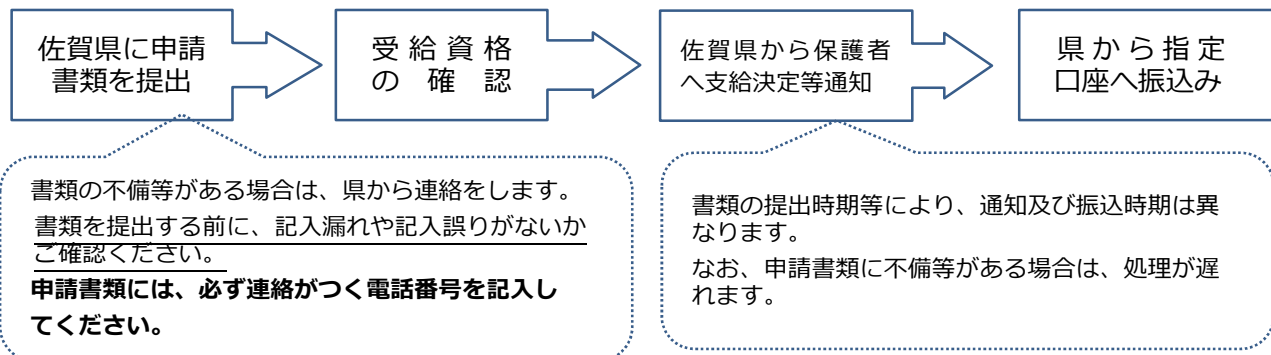 佐賀県に申請
書類を提出
受給資格
の確認
佐賀県から保護者
へ支給決定等通知
県から指定
口座へ振込み
書類の不備等がある場合は、県から連絡をします。
書類を提出する前に、記入漏れや記入誤りがないか
ご確認ください。
申請書類には、必ず連絡がつく電話番号を記入し
てください。
書類の提出時期等により、通知及び振込時期は異
なります。
なお、申請書類に不備等がある場合は、処理が遅
れます。